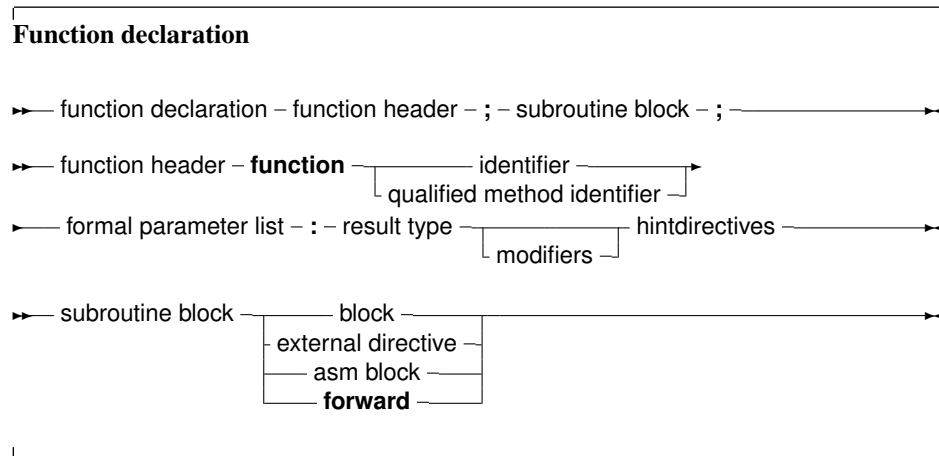 Function declaration
function declaration – function header – ; – subroutine block – ;
function header – function – identifier
qualified method identifier
formal parameter list – : – result type – hintdirectives
modifiers
subroutine block – block
external directive
asm block
forward